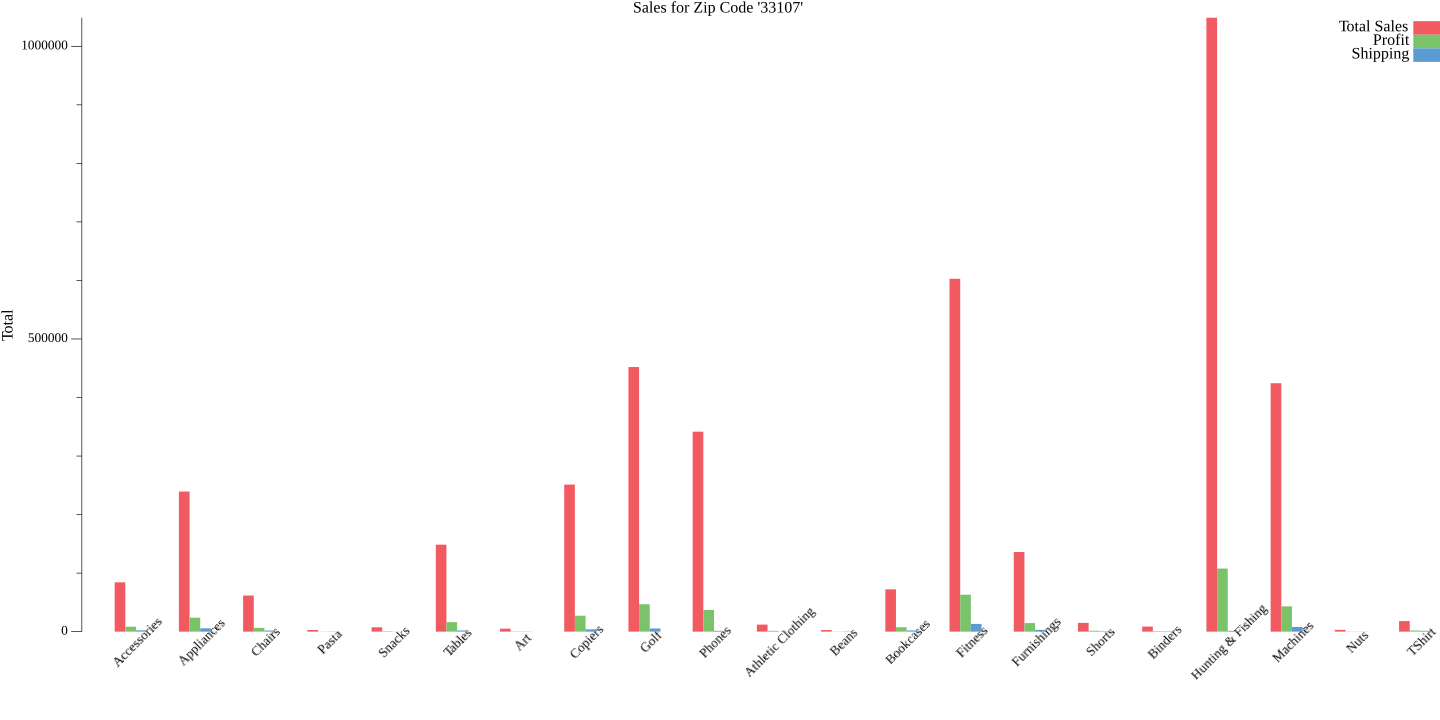 Sales for Zip Code '33107'
Total Sales
Profit
Shipping
1000000
500000
0
Total
Accessories
Appliances
Chairs
Pasta
Snacks
Tables
Art
Copiers
Golf
Phones
Athletic Clothing
Beans
Bookcases
Fitness
Furnishings
Shorts
Binders
Hunting & Fishing
Machines
Nuts
TShirt